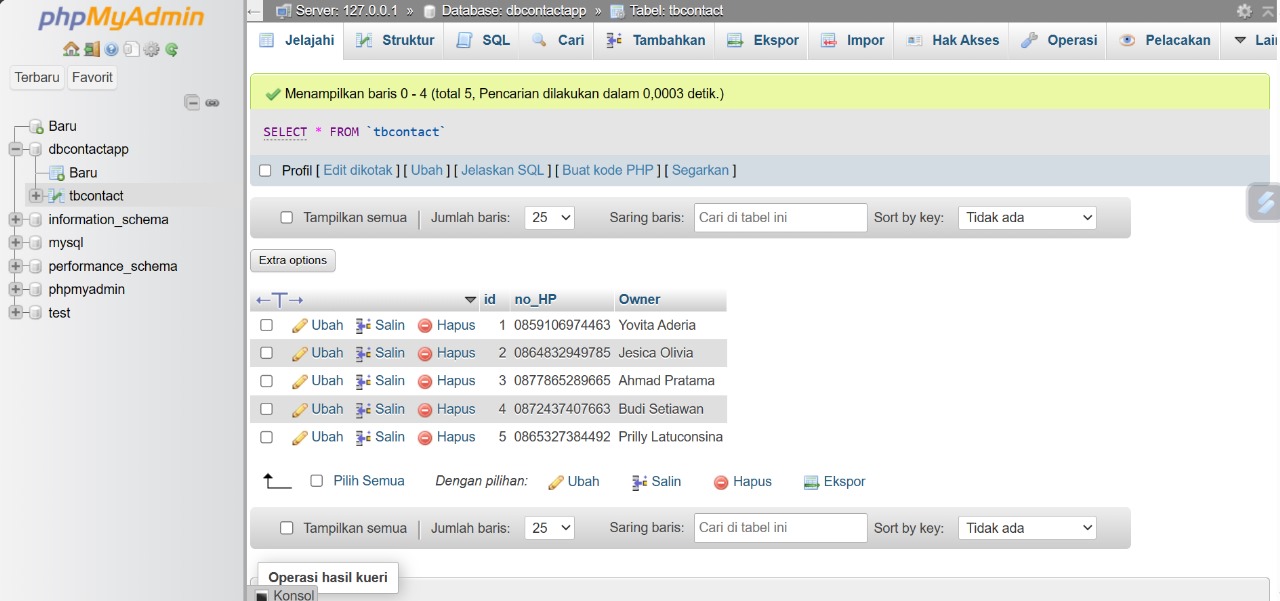 phpMyAdmin
Terbaru Favorit
Baru
dbcontactapp
Baru
tbcontact
information_schema
mysql
performance_schema
phpmyadmin
test
Server: 127.0.0.1 » Database: dbcontactapp » Tabel: tbcontact
Jelajahi Struktur SQL Cari Tambahkan Ekspor Impor Hak Akses Operasi Pelacakan Lai
Menampilkan baris 0 - 4 (total 5, Pencarian dilakukan dalam 0,0003 detik.)
SELECT * FROM `tbcontact`
Profil [ Edit dikotak ] [ Ubah ] [ Jelaskan SQL ] [ Buat kode PHP ] [ Segarkan ]
Tampilkan semua | Jumlah baris: 25 Saring baris: Cari di tabel ini Sort by key: Tidak ada
Extra options
←T→ id no_HP Owner
Ubah Salin Hapus 1 0859106974463 Yovita Aderia
Ubah Salin Hapus 2 0864832949785 Jesica Olivia
Ubah Salin Hapus 3 0877865289665 Ahmad Pratama
Ubah Salin Hapus 4 0872437407663 Budi Setiawan
Ubah Salin Hapus 5 0865327384492 Prilly Latuconsina
Pilih Semua Dengan pilihan: Ubah Salin Hapus Ekspor
Tampilkan semua | Jumlah baris: 25 Saring baris: Cari di tabel ini Sort by key: Tidak ada
Operasi hasil kueri
Konsol